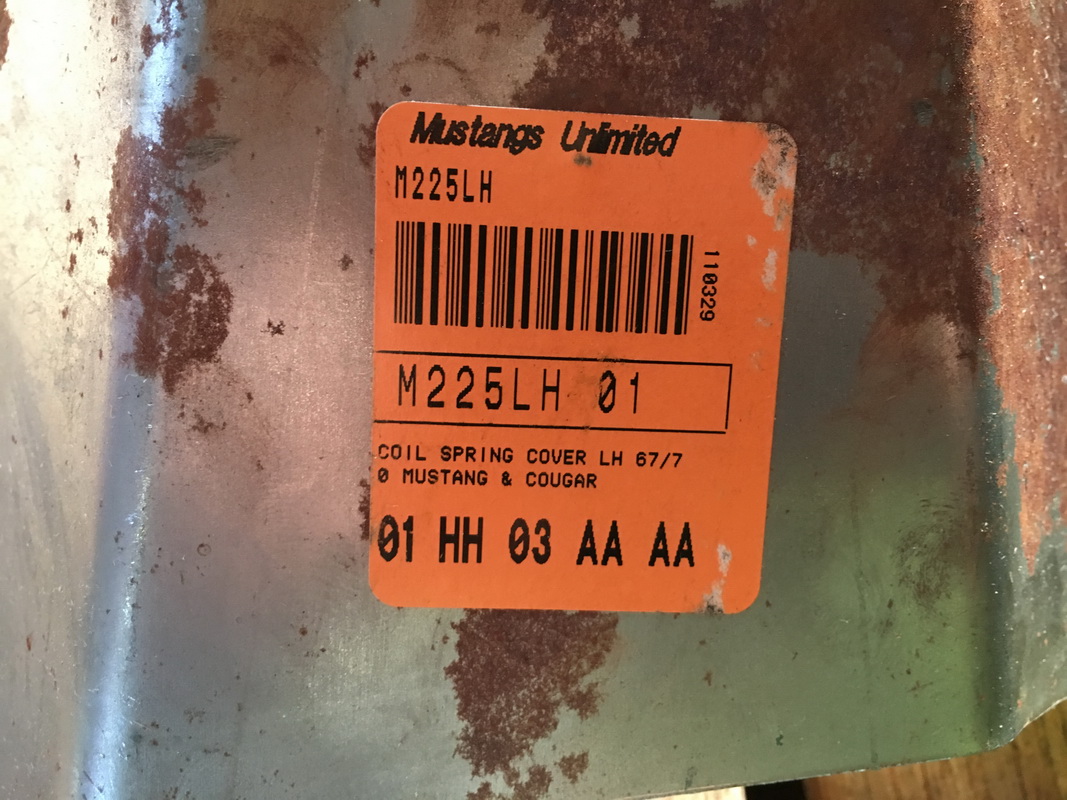 Mustangs Unlimited
M225LH
110329
M225LH 01
COIL SPRING COVER LH 67/7
0 MUSTANG & COUGAR
01 HH 03 AA AA